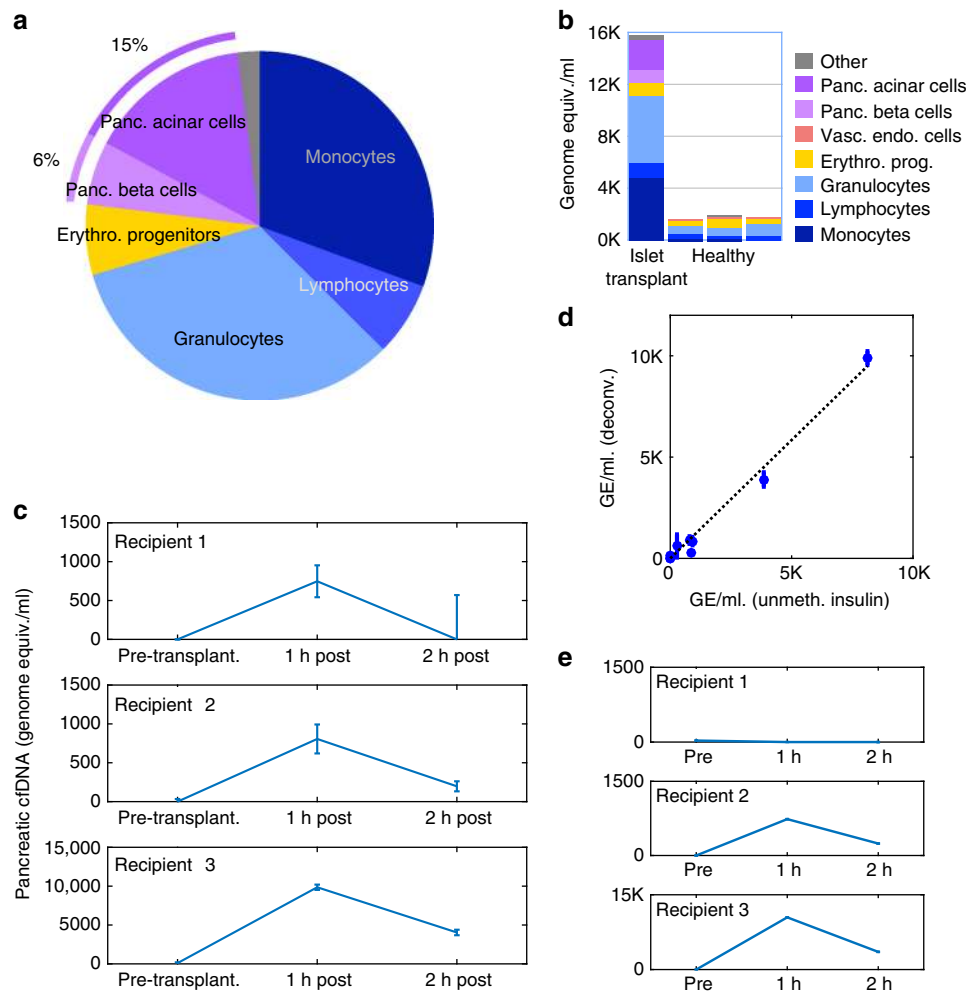 a
15%
6%
Panc. acinar cells
Panc. beta cells
Erythro. progenitors
Granulocytes
Monocytes
Lymphocytes
b
Genome equiv./ml
16K
12K
8K
4K
0K
Islet
transplant
Healthy
Other
Panc. acinar cells
Panc. beta cells
Vasc. endo. cells
Erythro. prog.
Granulocytes
Lymphocytes
Monocytes
c
Pancreatic cfDNA (genome equiv./ml)
Recipient 1
1500
1000
500
0
Pre-transplant. 1 h post 2 h post
Recipient 2
1500
1000
500
0
Pre-transplant. 1 h post 2 h post
Recipient 3
15,000
10,000
5000
0
Pre-transplant. 1 h post 2 h post
d
GE/ml. (deconv.)
10K
5K
0
0 5K 10K
GE/ml. (unmeth. insulin)
e
1500
Recipient 1
0
Pre 1 h 2 h
1500
Recipient 2
0
Pre 1 h 2 h
15K
Recipient 3
0
Pre 1 h 2 h